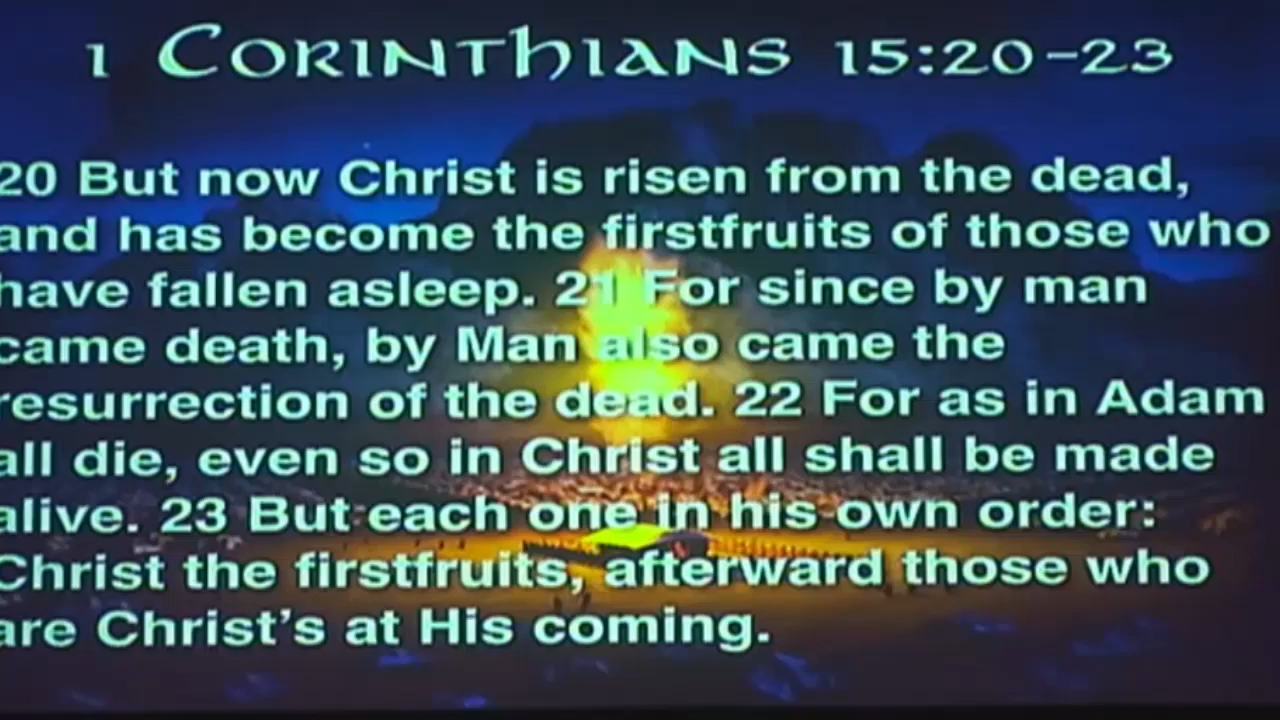 1 Corinthians 15:20-23
20 But now Christ is risen from the dead,
and has become the firstfruits of those who
have fallen asleep. 21 For since by man
came death, by Man also came the
resurrection of the dead. 22 For as in Adam
all die, even so in Christ all shall be made
alive. 23 But each one in his own order:
Christ the firstfruits, afterward those who
are Christ's at His coming.